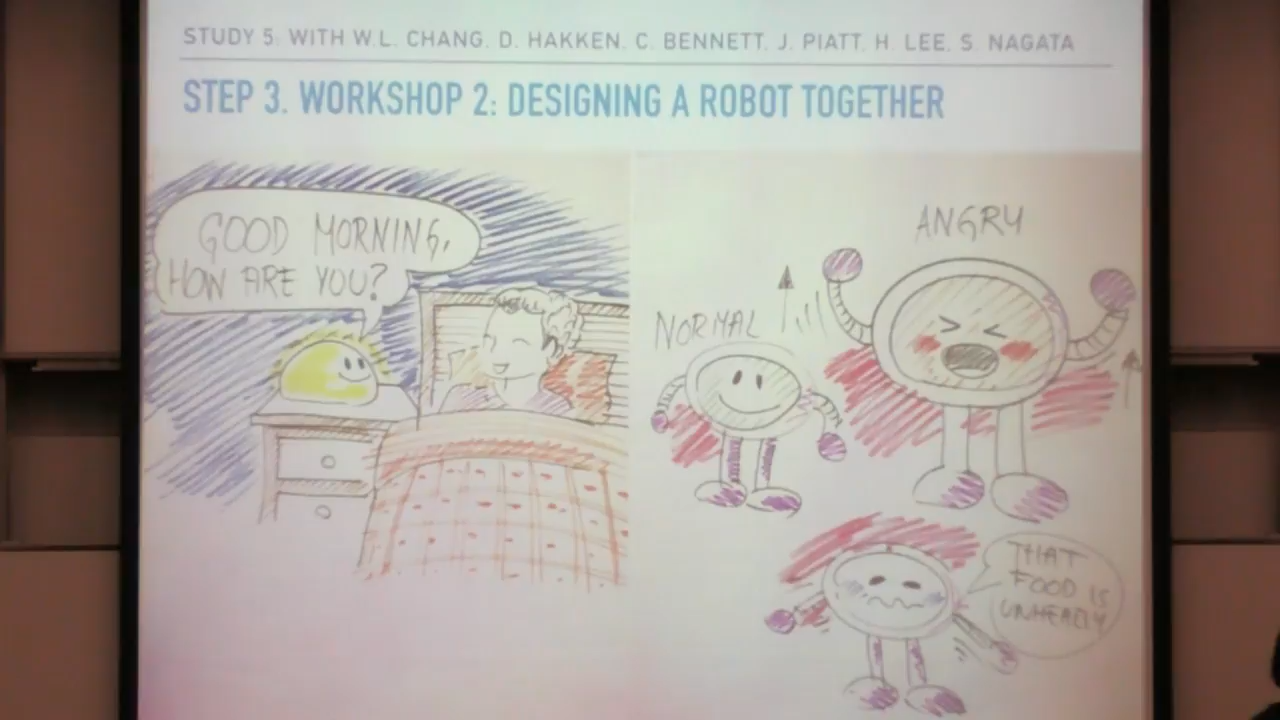 STUDY 5: WITH W.L. CHANG, D. HAKKEN, C. BENNETT, J. PIATT, H. LEE, S. NAGATA
STEP 3. WORKSHOP 2: DESIGNING A ROBOT TOGETHER
GOOD MORNING,
HOW ARE YOU?
NORMAL
ANGRY
THAT
FOOD IS